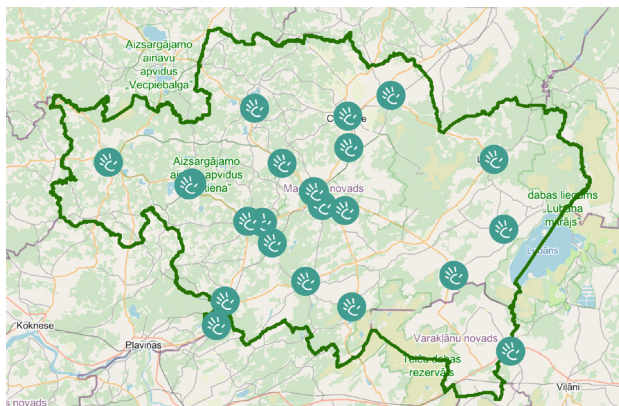 Aizsargājamo
ainavu
apvidus
"Vecpiebalga"
Aizsargājamo
apvidus
novads
dabas liegums
„Lubāna
mitrājs"
Lubāns
Koknese
Pļaviņas
Varakļānu novads
Teiču dabas
rezervāts
Viļāni
s novads